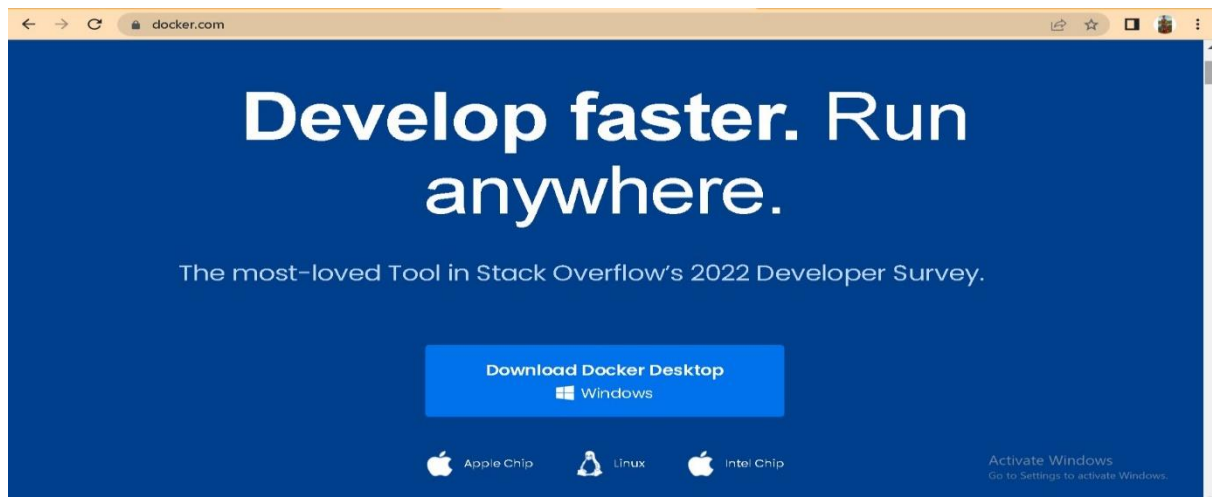 docker.com
Develop faster. Run
anywhere.
The most-loved Tool in Stack Overflow's 2022 Developer Survey.
Download Docker Desktop
Windows
Apple Chip
Linux
Intel Chip
Activate Windows
Go to Settings to activate Windows.